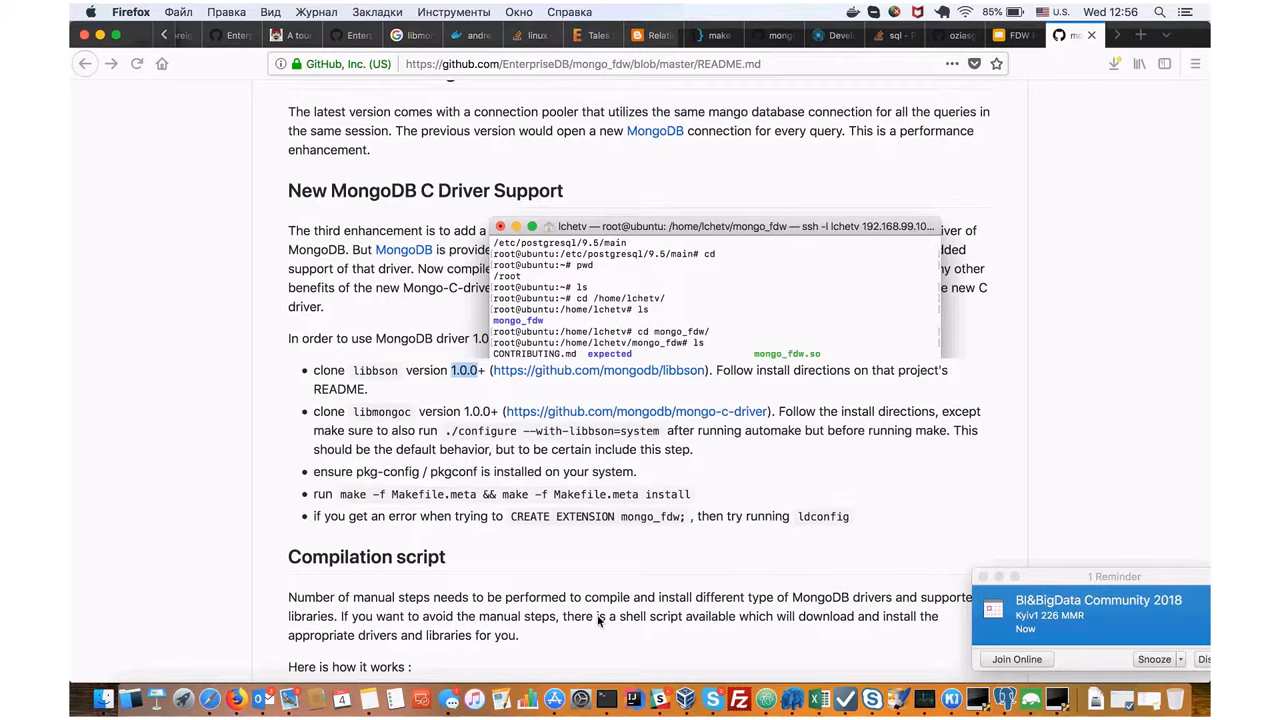 Firefox Файл Правка Вид Журнал Закладки Инструменты Окно Справка 85% U.S. Wed 12:56
Entern A tou Enterp libmor andre linux Tales Relatio make mong Devel sql - P ozias FDW P mo
GitHub, Inc. (US) https://github.com/EnterpriseDB/mongo_fdw/blob/master/README.md
The latest version comes with a connection pooler that utilizes the same mango database connection for all the queries in
the same session. The previous version would open a new MongoDB connection for every query. This is a performance
enhancement.
New MongoDB C Driver Support
The third enhancement is to add a
MongoDB. But MongoDB is provide
support of that driver. Now compile
benefits of the new Mongo-C-drive
driver.
In order to use MongoDB driver 1.0
iver of
dded
ny other
e new C
lchetv — root@ubuntu: /home/lchetv/mongo_fdw — ssh -l lchetv 192.168.99.10...
/etc/postgresql/9.5/main
root@ubuntu:/etc/postgresql/9.5/main# cd
root@ubuntu:~# pwd
/root
root@ubuntu:~# ls
root@ubuntu:~# cd /home/lchetv/
root@ubuntu:/home/lchetv# ls
mongo_fdw
root@ubuntu:/home/lchetv# cd mongo_fdw/
root@ubuntu:/home/lchetv/mongo_fdw# ls
CONTRIBUTING.md expected mongo_fdw.so
• clone libbson version 1.0.0+ (https://github.com/mongodb/libbson). Follow install directions on that project's
README.
• clone libmongoc version 1.0.0+ (https://github.com/mongodb/mongo-c-driver). Follow the install directions, except
make sure to also run ./configure --with-libbson=system after running automake but before running make. This
should be the default behavior, but to be certain include this step.
• ensure pkg-config / pkgconf is installed on your system.
• run make -f Makefile.meta && make -f Makefile.meta install
• if you get an error when trying to CREATE EXTENSION mongo_fdw; , then try running ldconfig
Compilation script
Number of manual steps needs to be performed to compile and install different type of MongoDB drivers and supporte
libraries. If you want to avoid the manual steps, there is a shell script available which will download and install the
appropriate drivers and libraries for you.
Here is how it works :
1 Reminder
BI&BigData Community 2018
Kyiv1 226 MMR
Now
Join Online Snooze Dis